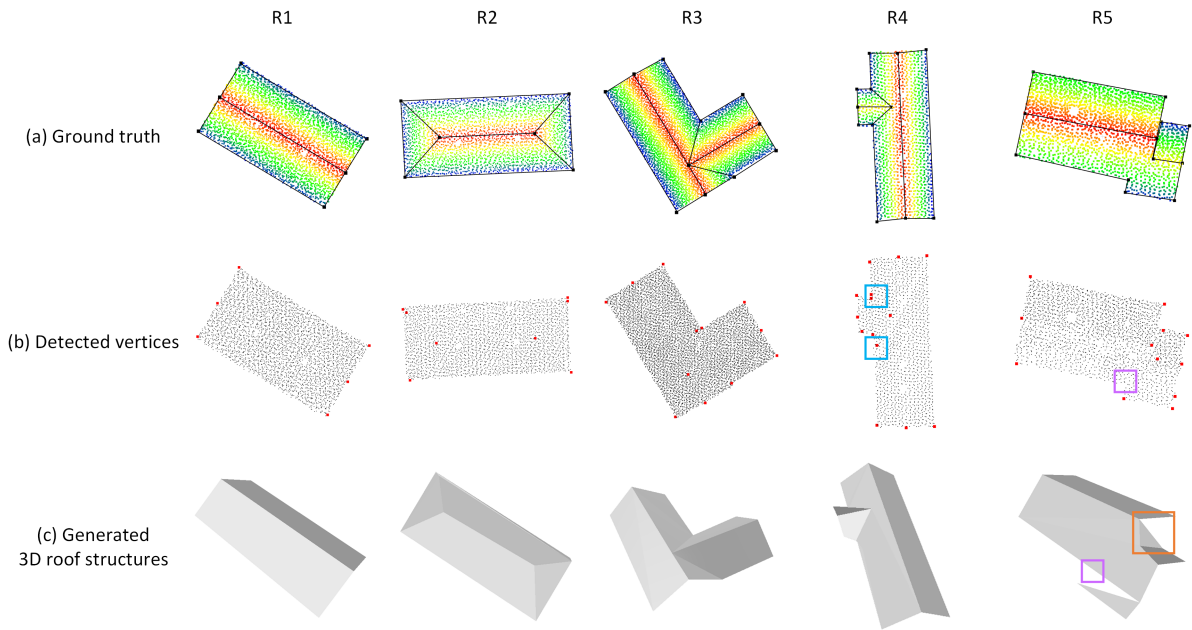 R1 R2 R3 R4 R5
(a) Ground truth
(b) Detected vertices
(c) Generated
3D roof structures